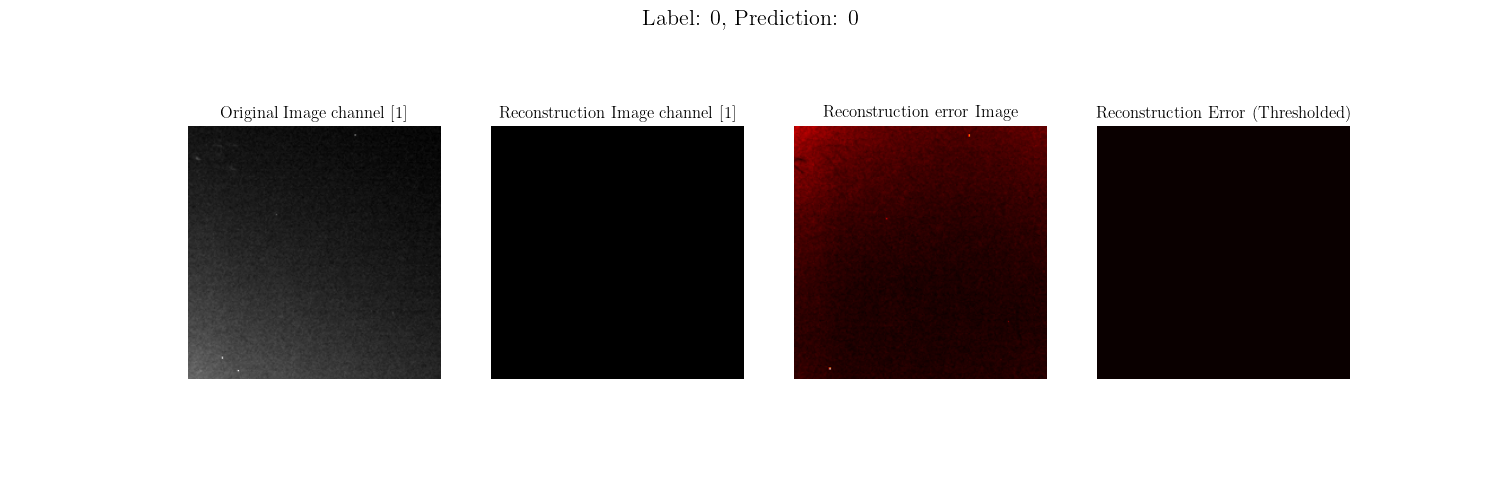 Label: 0, Prediction: 0
Original Image channel [1]
Reconstruction Image channel [1]
Reconstruction error Image
Reconstruction Error (Thresholded)